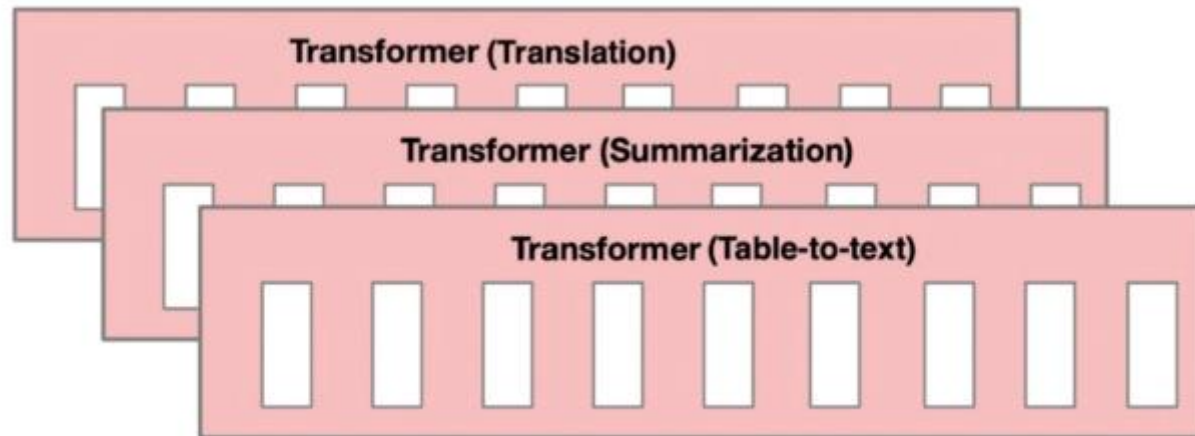 Transformer (Translation)
Transformer (Summarization)
Transformer (Table-to-text)